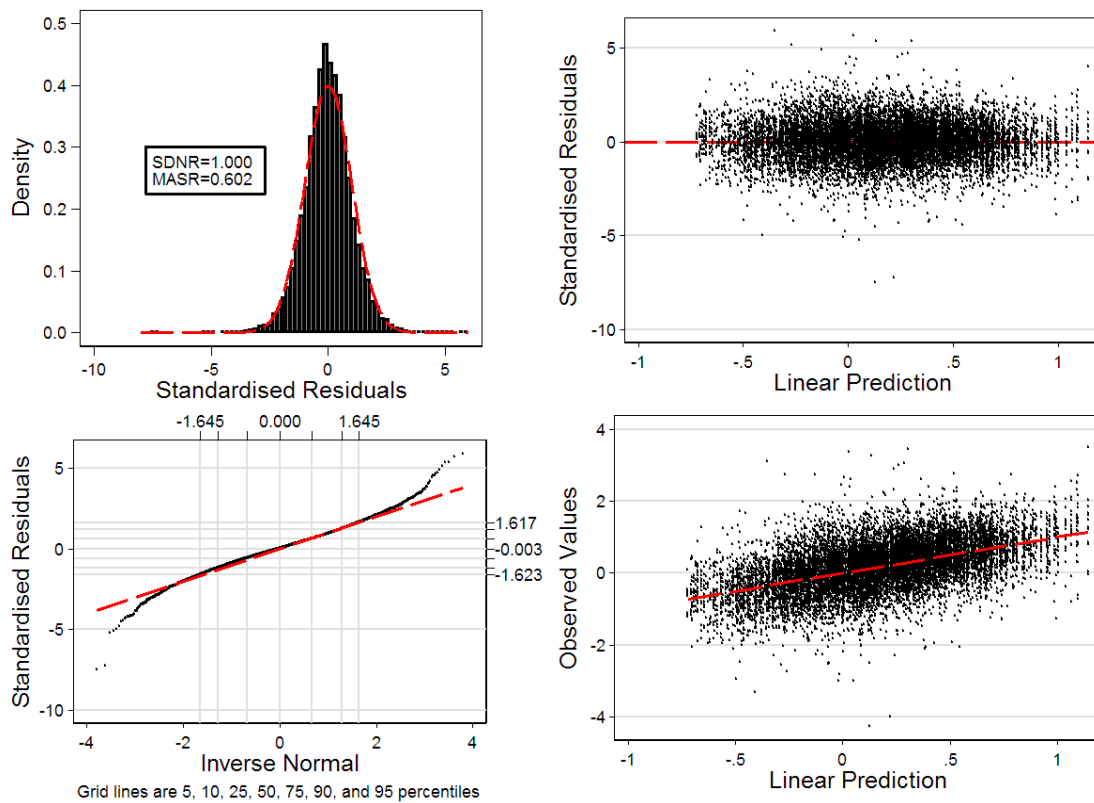 0.5
0.4
0.3
0.2
0.1
0.0
Density
SDNR=1.000
MASR=0.602
-10 -5 0 5
Standardised Residuals
5
0
-5
-10
Standardised Residuals
-1 -.5 0 .5 1
Linear Prediction
-1.645 0.000 1.645
5
0
-5
-10
Standardised Residuals
1.617
-0.003
-1.623
-4 -2 0 2 4
Inverse Normal
Grid lines are 5, 10, 25, 50, 75, 90, and 95 percentiles
4
2
0
-2
-4
Observed Values
-1 -.5 0 .5 1
Linear Prediction